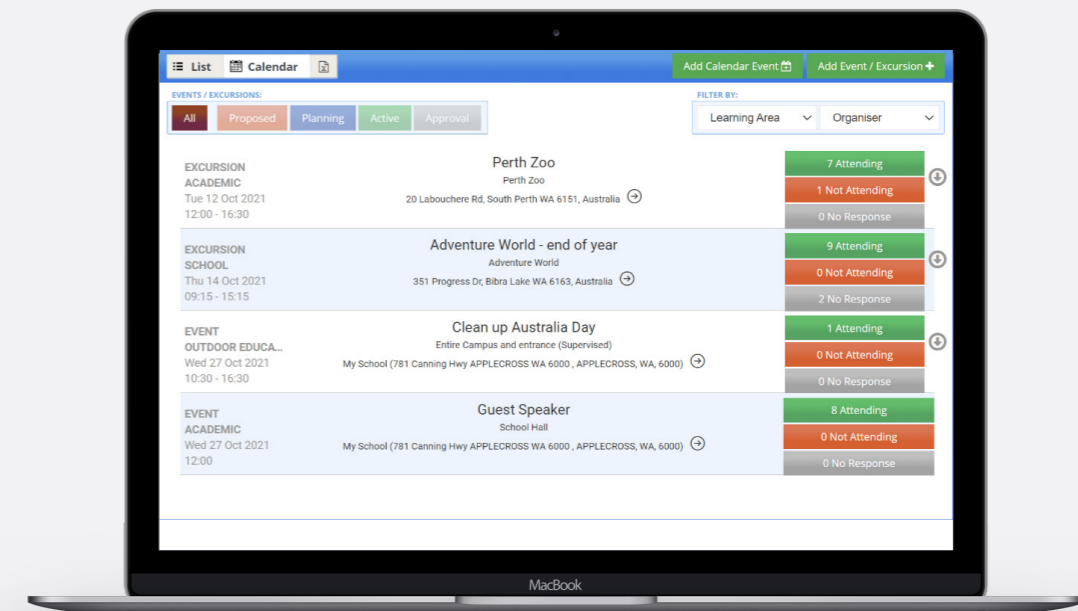 List Calendar Add Calendar Event Add Event / Excursion
EVENTS / EXCURSIONS: FILTER BY:
All Proposed Planning Active Approval Learning Area Organiser
EXCURSION
ACADEMIC
Tue 12 Oct 2021
12:00 - 16:30
Perth Zoo
Perth Zoo
20 Labouchere Rd, South Perth WA 6151, Australia
7 Attending
1 Not Attending
0 No Response
EXCURSION
SCHOOL
Thu 14 Oct 2021
09:15 - 15:15
Adventure World - end of year
Adventure World
351 Progress Dr, Bibra Lake WA 6163, Australia
9 Attending
0 Not Attending
2 No Response
EVENT
OUTDOOR EDUCA...
Wed 27 Oct 2021
10:30 - 16:30
Clean up Australia Day
Entire Campus and entrance (Supervised)
My School (781 Canning Hwy APPLECROSS WA 6000 , APPLECROSS, WA, 6000)
1 Attending
0 Not Attending
0 No Response
EVENT
ACADEMIC
Wed 27 Oct 2021
12:00
Guest Speaker
School Hall
My School (781 Canning Hwy APPLECROSS WA 6000 , APPLECROSS, WA, 6000)
8 Attending
0 Not Attending
0 No Response
MacBook